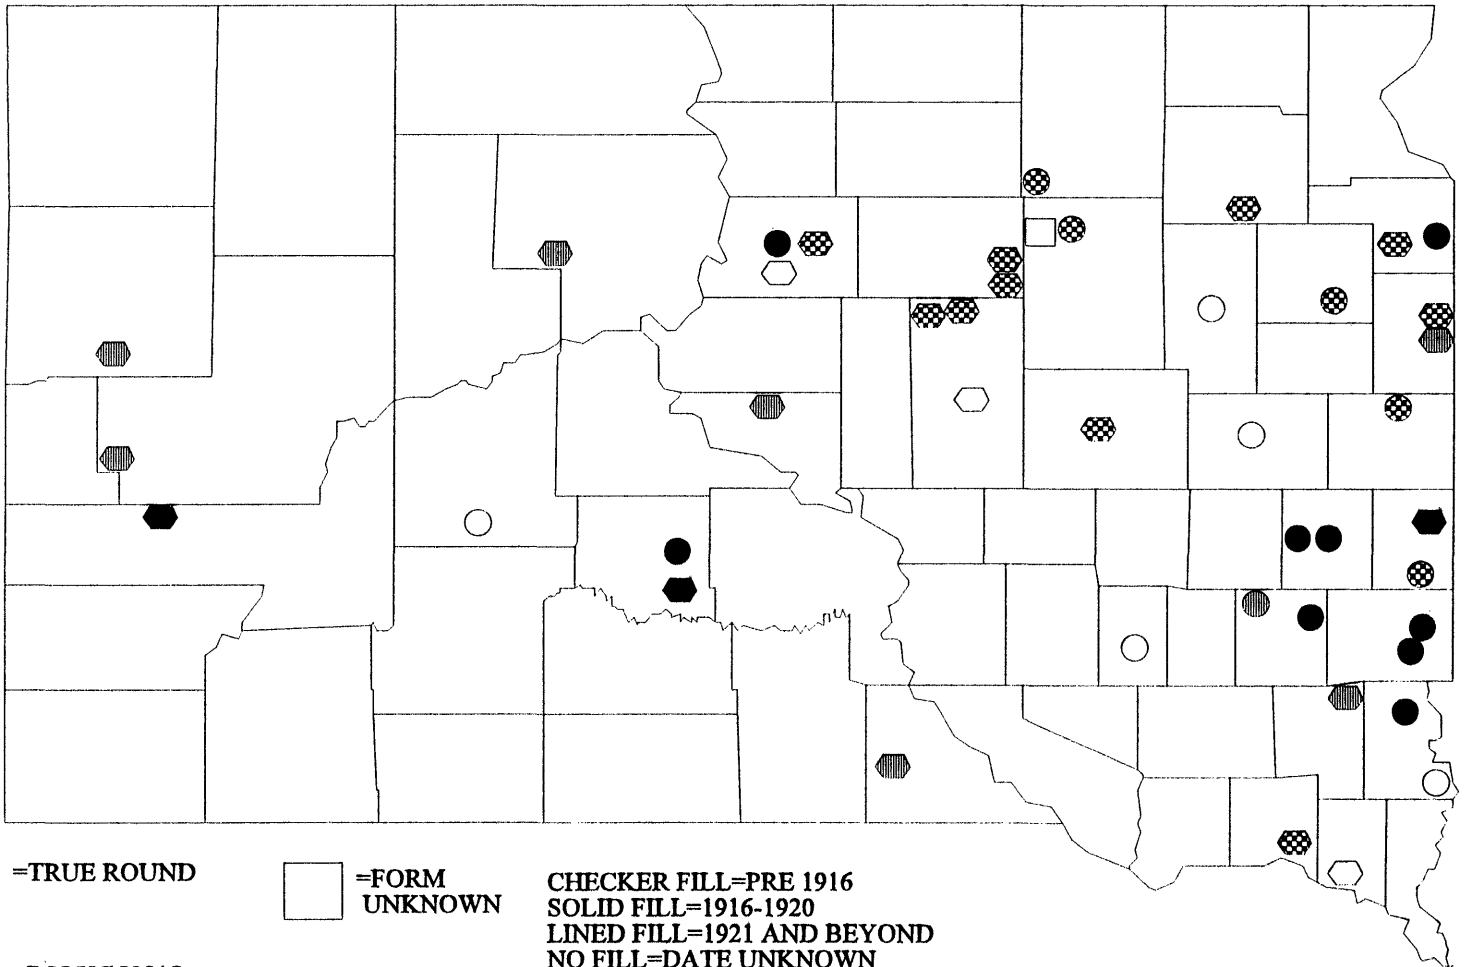 =TRUE ROUND
=FORM
UNKNOWN
CHECKER FILL=PRE 1916
SOLID FILL=1916-1920
LINED FILL=1921 AND BEYOND
NO FILL=DATE UNKNOWN